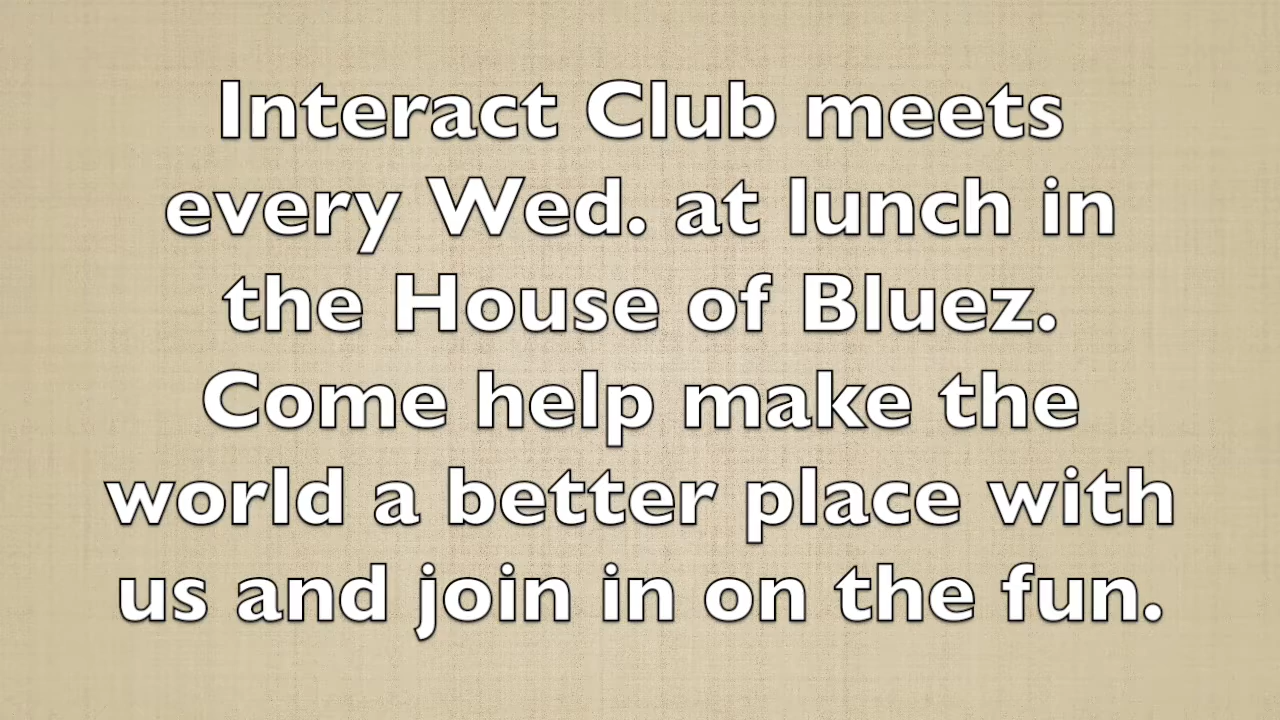 Interact Club meets
every Wed. at lunch in
the House of Bluez.
Come help make the
world a better place with
us and join in on the fun.